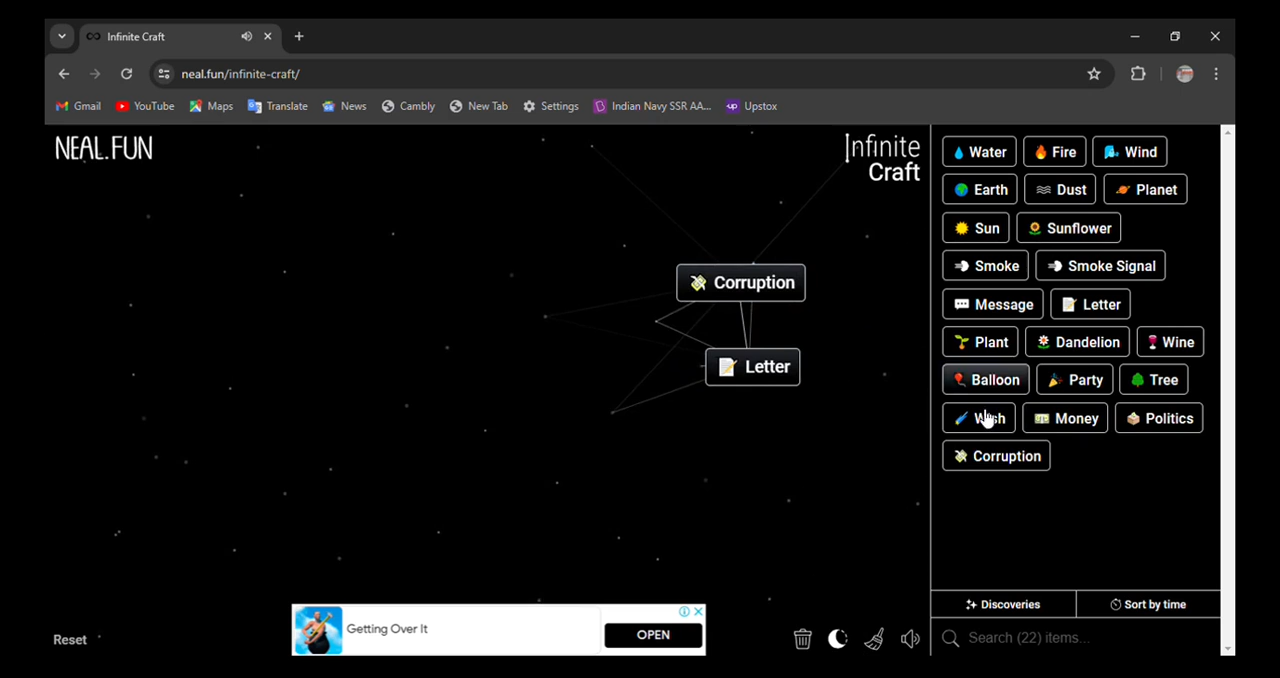 Infinite Craft
neal.fun/infinite-craft/
Gmail YouTube Maps Translate News Cambly New Tab Settings Indian Navy SSR AA... up Upstox
NEAL.FUN
Infinite
Craft
Water Fire Wind
Earth Dust Planet
Sun Sunflower
Smoke Smoke Signal
Message Letter
Plant Dandelion Wine
Balloon Party Tree
Money Politics
Corruption
Corruption
Letter
Discoveries Sort by time
Search (22) items...
Getting Over It
OPEN
Reset